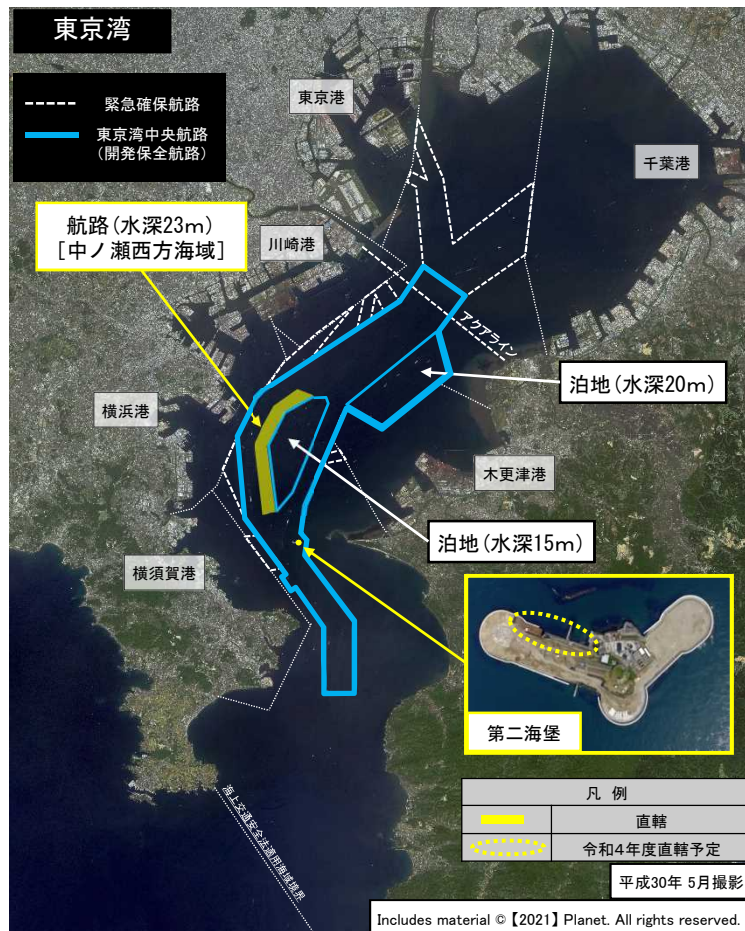 東京湾
緊急確保航路
東京湾中央航路
(開発保全航路)
東京港
千葉港
航路(水深23m)
[中ノ瀬西方海域]
川崎港
アクアライン
泊地(水深20m)
横浜港
木更津港
泊地(水深15m)
横須賀港
第二海堡
凡 例
直轄
令和4年度直轄予定
海上交通安全法適用海域境界
平成30年 5月撮影
Includes material © 【2021】 Planet. All rights reserved.